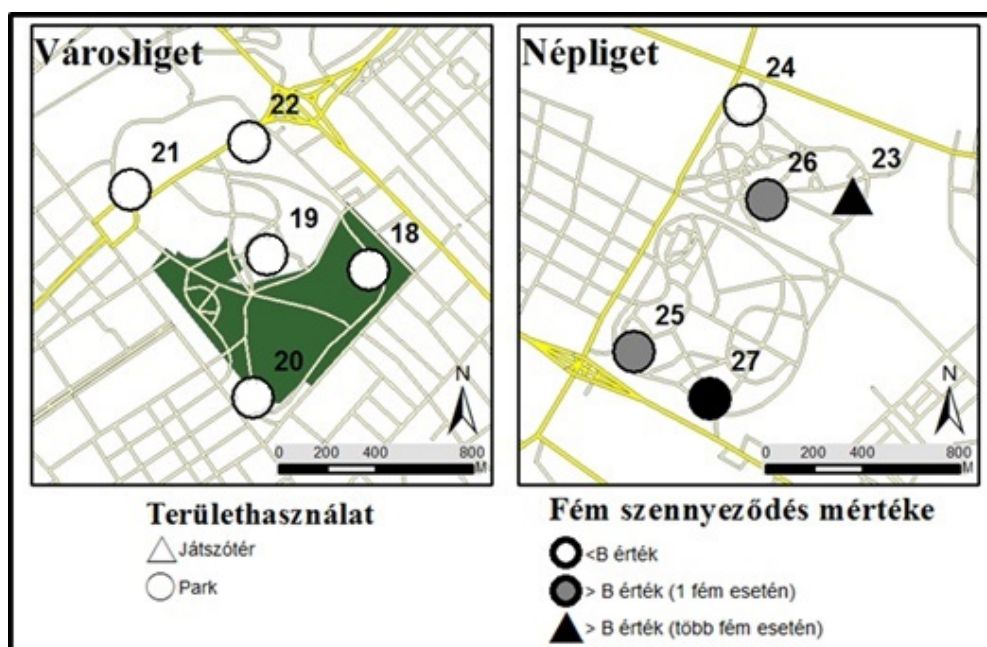 Városliget
22
21
19
18
20
N
0 200 400 800
M
Népliget
24
23
26
25
27
N
0 200 400 800
M
Területhasználat
Játszótér
Park
Fém szennyeződés mértéke
<B érték
> B érték (1 fém esetén)
> B érték (több fém esetén)